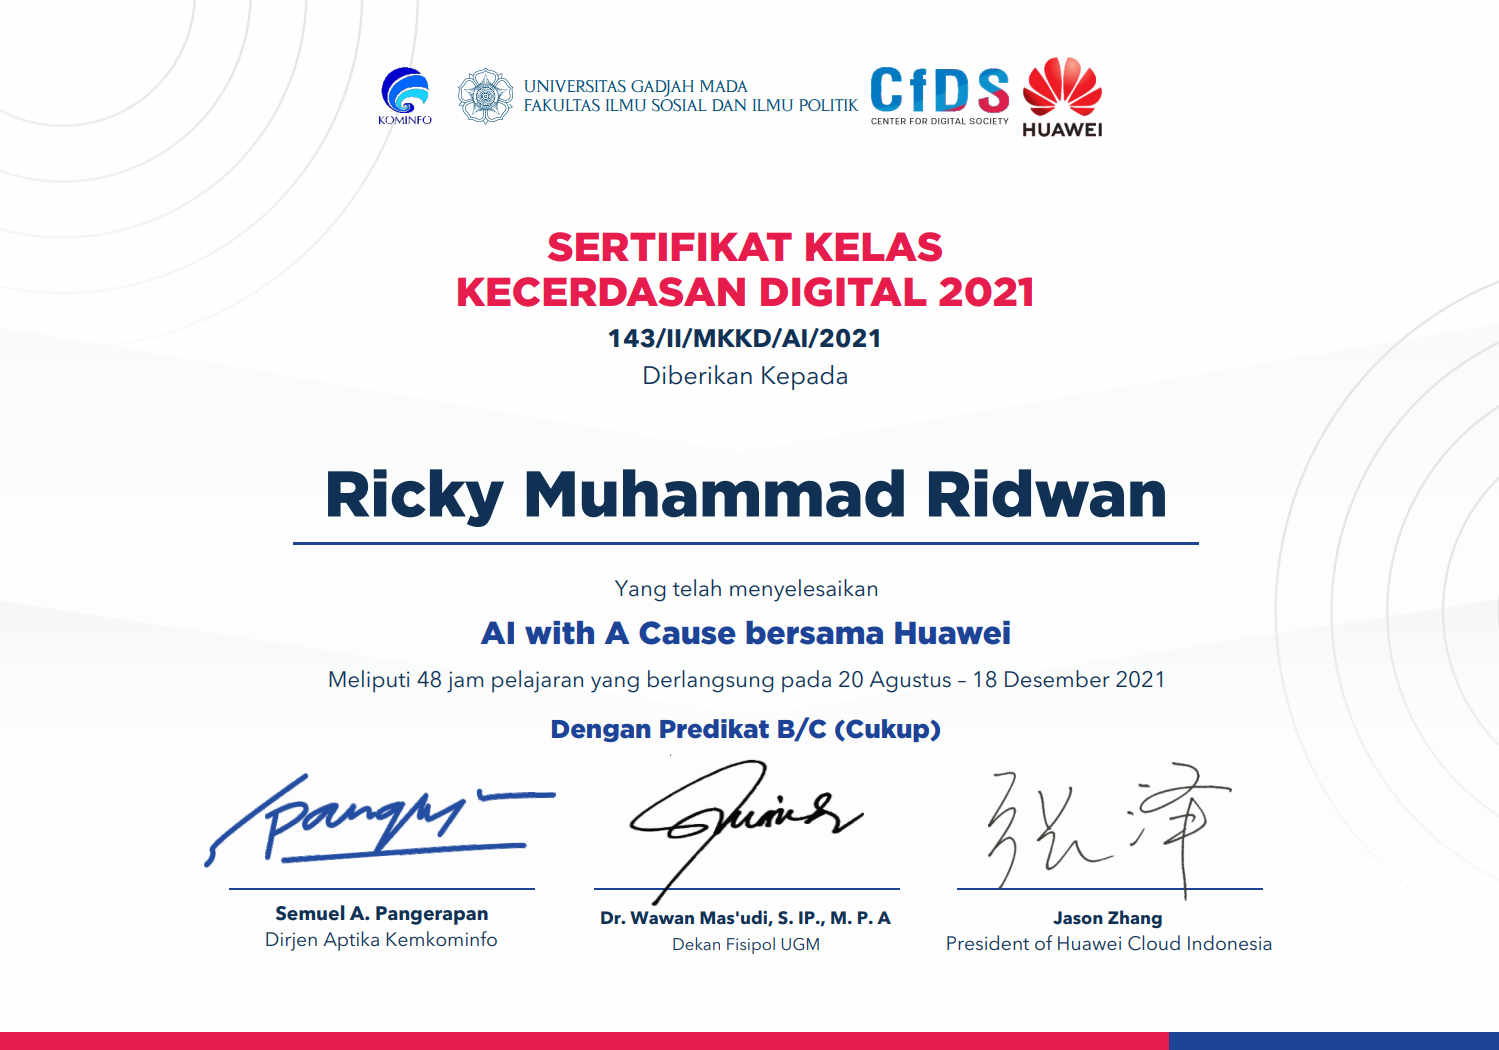 KOMINFO
UNIVERSITAS GADJAH MADA
FAKULTAS ILMU SOSIAL DAN ILMU POLITIK
CfDS
CENTER FOR DIGITAL SOCIETY
HUAWEI
SERTIFIKAT KELAS
KECERDASAN DIGITAL 2021
143/II/MKKD/AI/2021
Diberikan Kepada
Ricky Muhammad Ridwan
Yang telah menyelesaikan
AI with A Cause bersama Huawei
Meliputi 48 jam pelajaran yang berlangsung pada 20 Agustus – 18 Desember 2021
Dengan Predikat B/C (Cukup)
张泽
Semuel A. Pangerapan
Dirjen Aptika Kemkominfo
Dr. Wawan Mas'udi, S. IP., M. P. A
Dekan Fisipol UGM
Jason Zhang
President of Huawei Cloud Indonesia